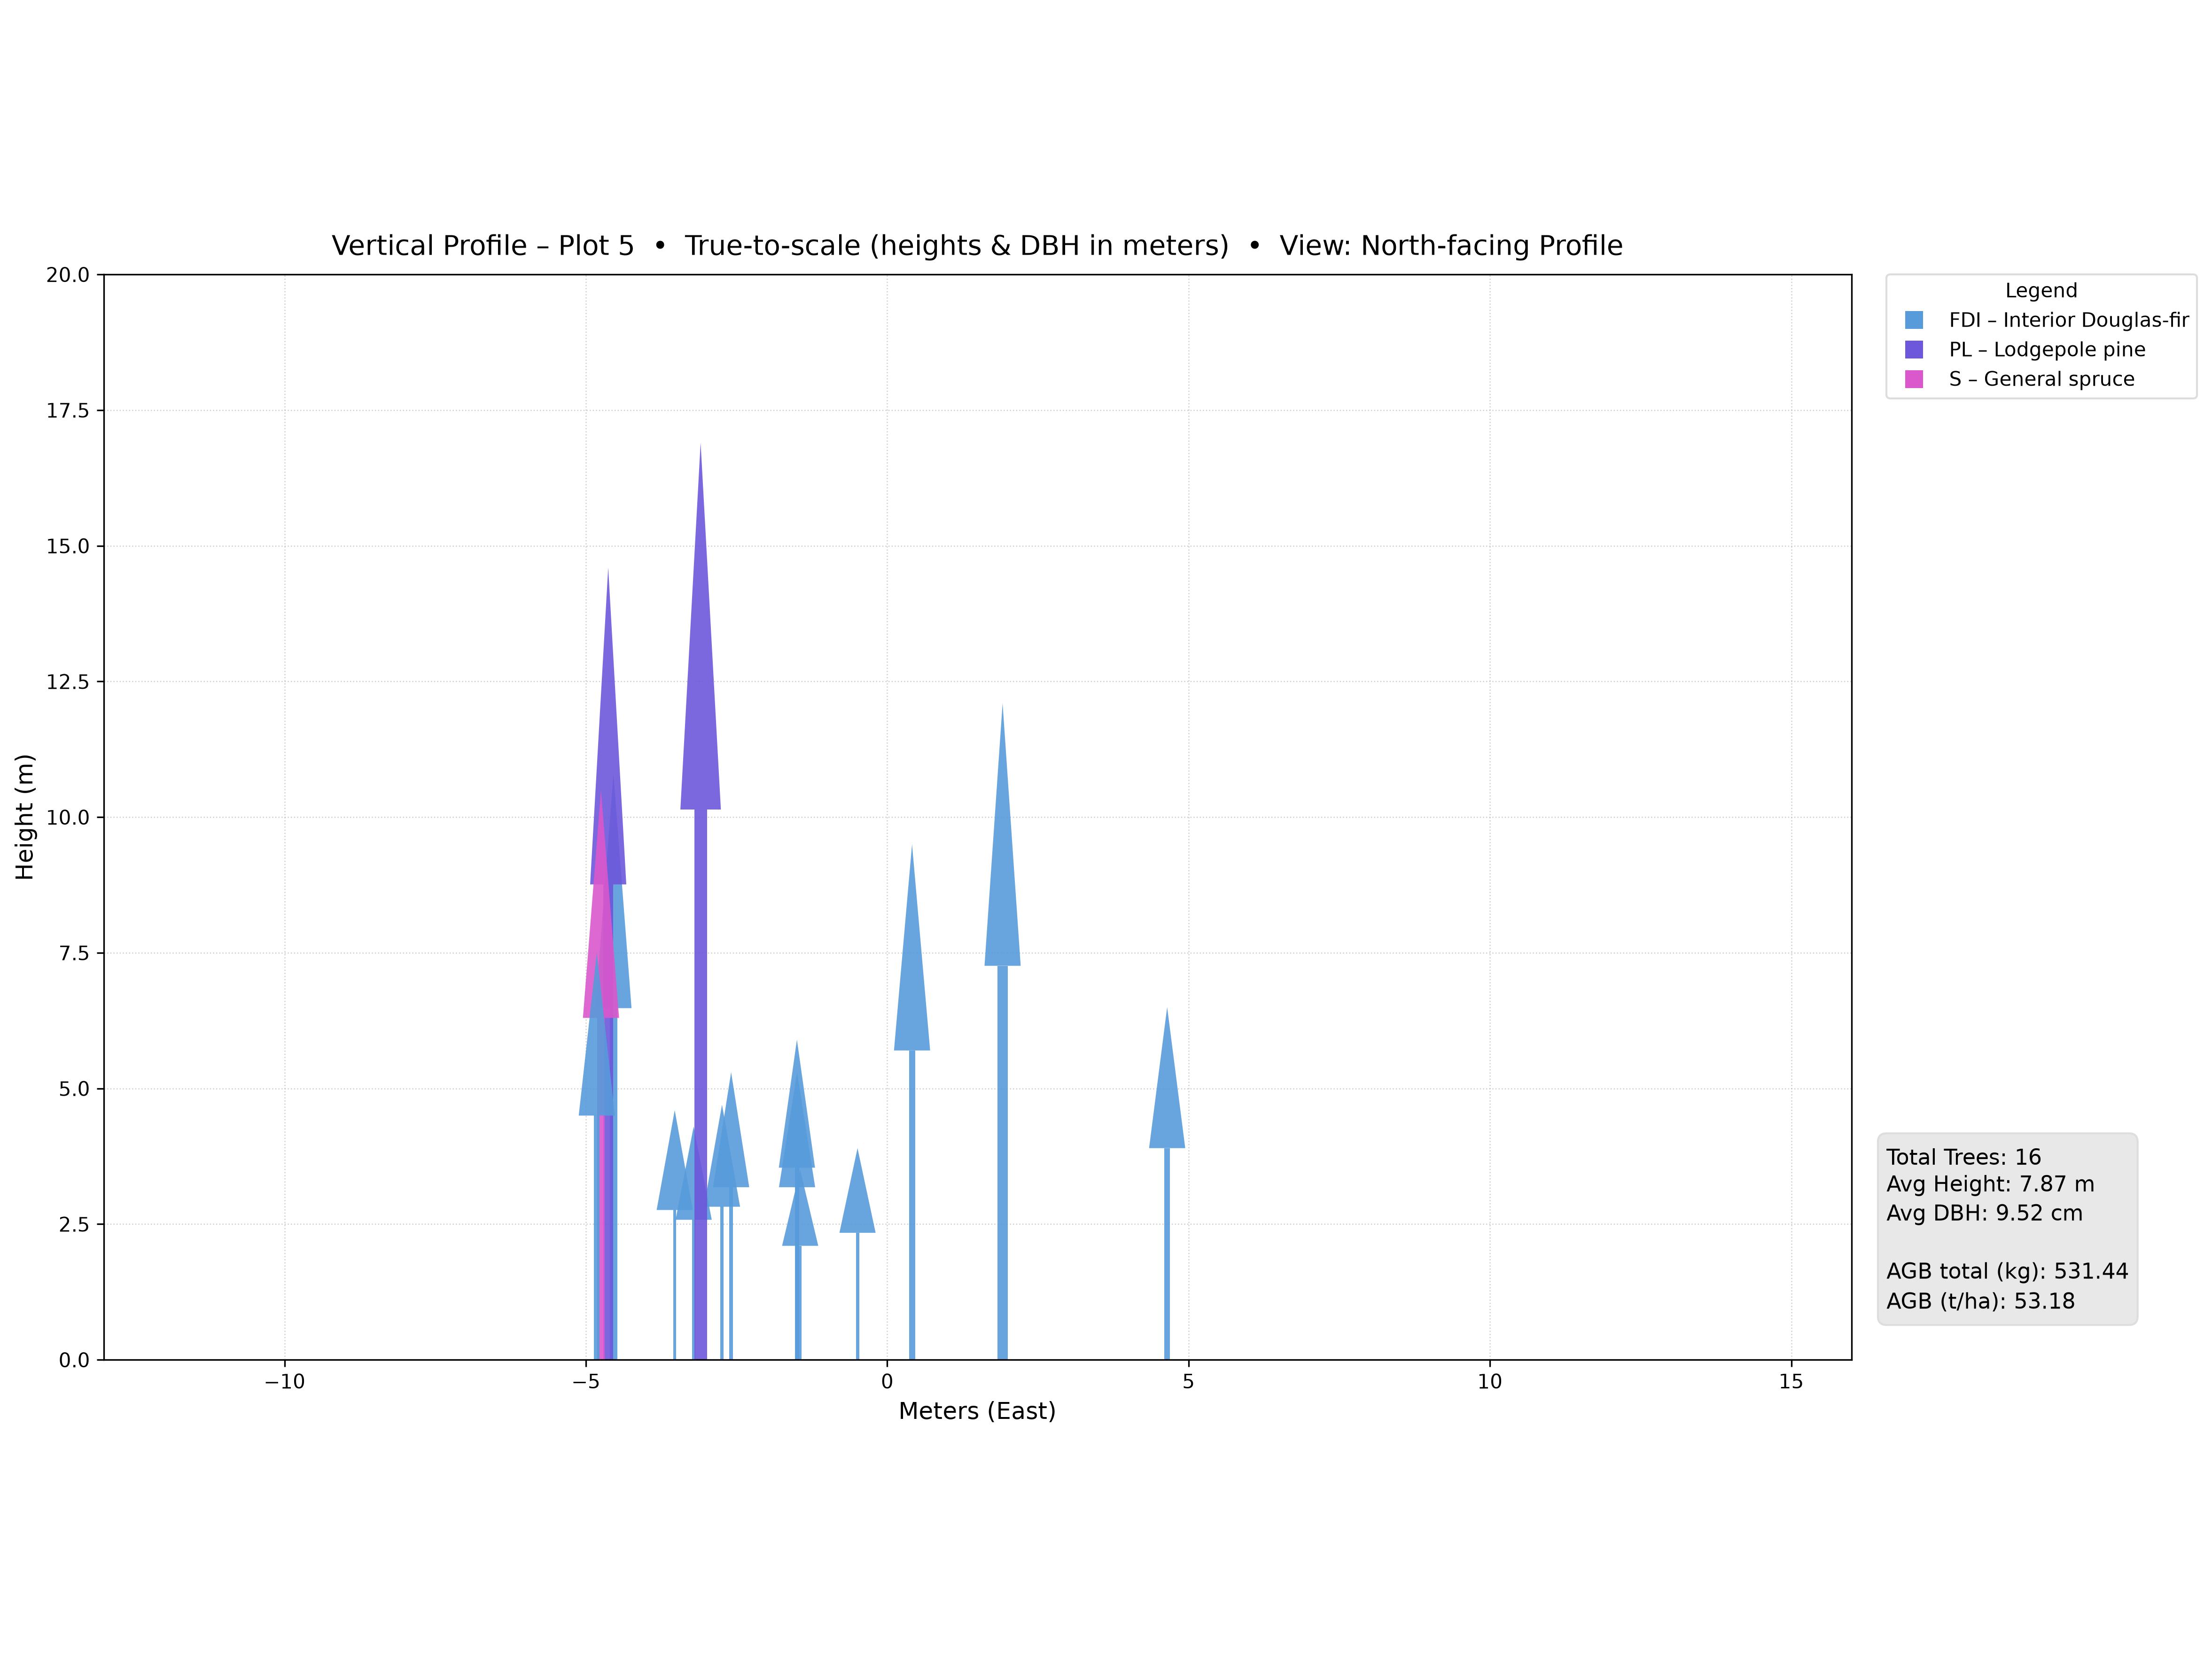 Vertical Profile – Plot 5 • True-to-scale (heights & DBH in meters) • View: North-facing Profile
20.0
17.5
15.0
12.5
10.0
7.5
5.0
2.5
0.0
Height (m)
−10
−5
0
5
10
15
Meters (East)
Legend
FDI – Interior Douglas-fir
PL – Lodgepole pine
S – General spruce
Total Trees: 16
Avg Height: 7.87 m
Avg DBH: 9.52 cm
AGB total (kg): 531.44
AGB (t/ha): 53.18